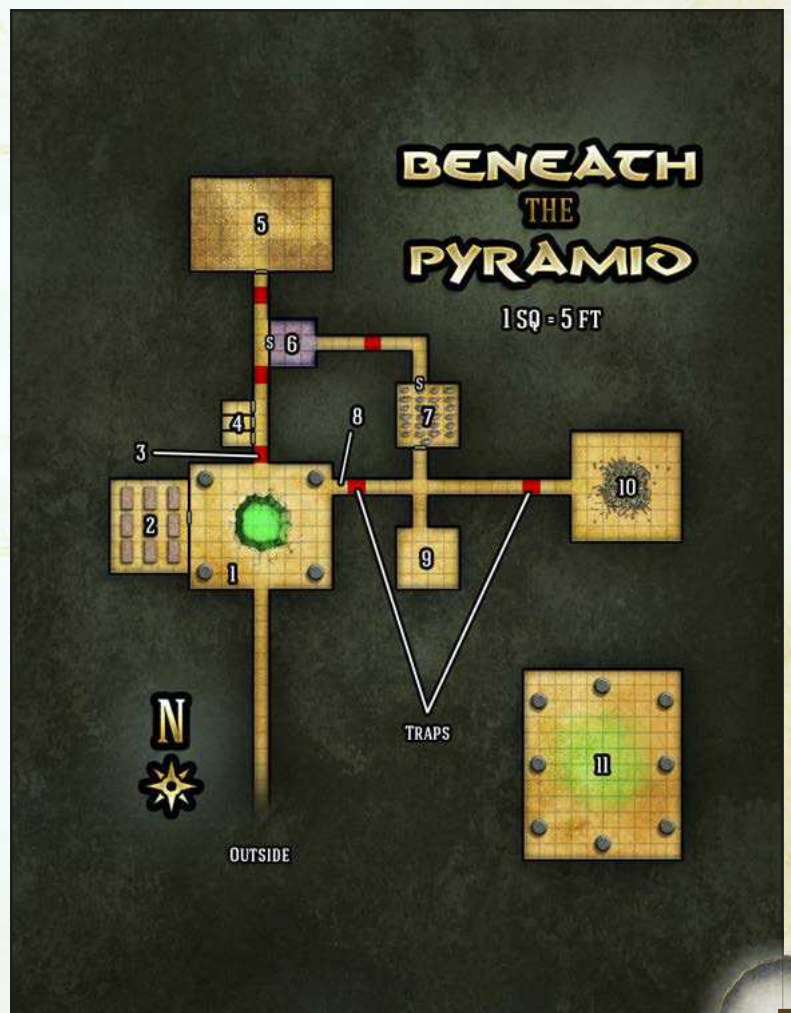 BENEATH
THE
PYRAMID
1 SQ = 5 FT
5
S 6
S
7
4
8
3
10
2
1
9
TRAPS
N
11
OUTSIDE